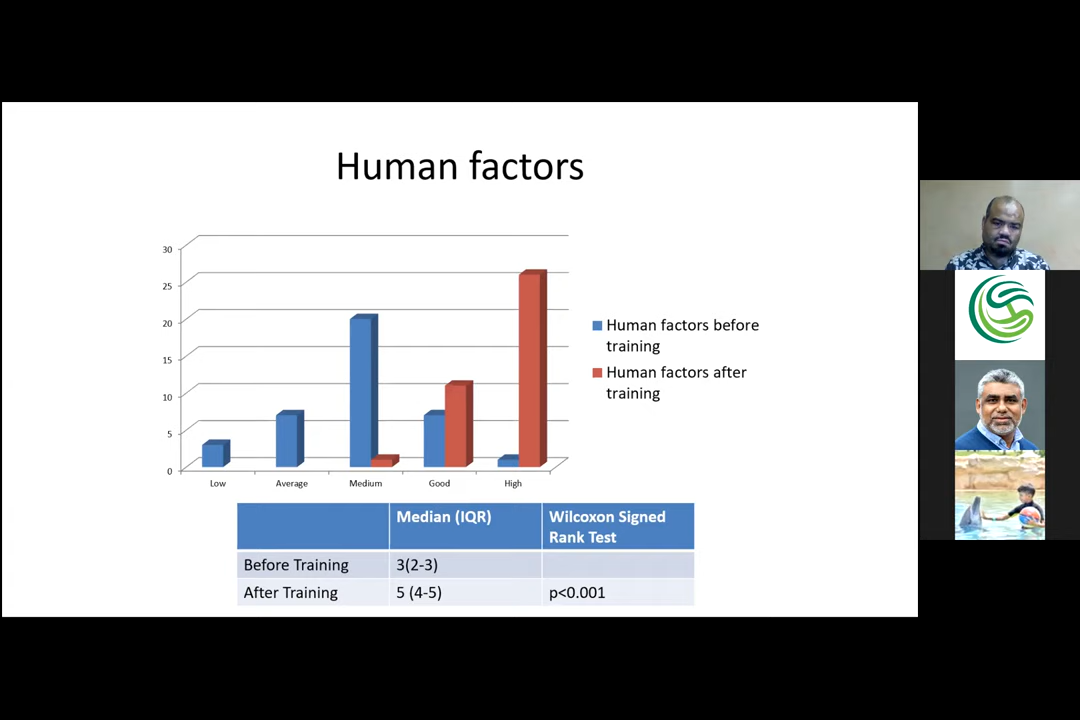 Human factors
30
25
20
15
10
5
0
Low Average Medium Good High
Human factors before
training
Human factors after
training
Median (IQR) Wilcoxon Signed
Rank Test
Before Training 3(2-3)
After Training 5 (4-5) p<0.001